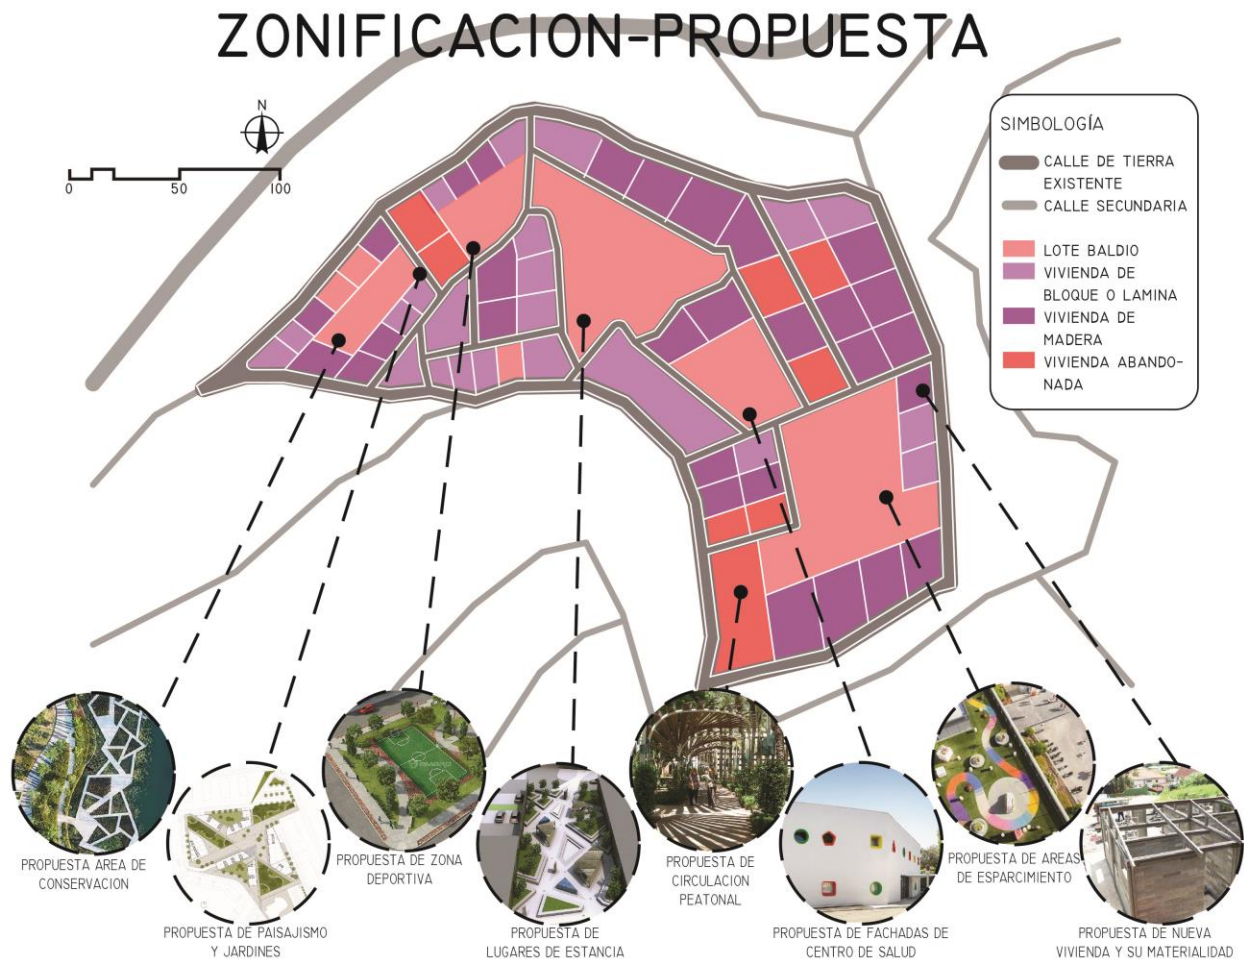 ZONIFICACION-PROPUESTA
N
0
50
100
SIMBOLOGÍA
CALLE DE TIERRA
EXISTENTE
CALLE SECUNDARIA
LOTE BALDIO
VIVIENDA DE
BLOQUE O LAMINA
VIVIENDA DE
MADERA
VIVIENDA ABANDO-
NADA
PROPUESTA AREA DE
CONSERVACION
PROPUESTA DE PAISAJISMO
Y JARDINES
PROPUESTA DE ZONA
DEPORTIVA
PROPUESTA DE
LUGARES DE ESTANCIA
PROPUESTA DE
CIRCULACION
PEATONAL
PROPUESTA DE FACHADAS DE
CENTRO DE SALUD
PROPUESTA DE AREAS
DE ESPARCIMIENTO
PROPUESTA DE NUEVA
VIVIENDA Y SU MATERIALIDAD